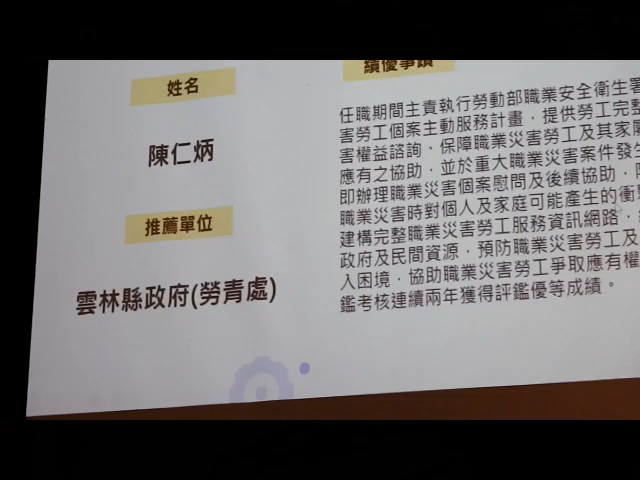 姓名
陳仁炳
推薦單位
雲林縣政府(勞青處)
績優事蹟
任職期間主責執行勞動部職業安全衛生署
害勞工個案主動服務計畫，提供勞工完整
害權益諮詢、保障職業災害勞工及其家屬
應有之協助，並於重大職業災害案件發生
即辦理職業災害個案慰問及後續協助，降
職業災害時對個人及家庭可能產生的衝
建構完整職業災害勞工服務資訊網路，
政府及民間資源，預防職業災害勞工及
入困境，協助職業災害勞工爭取應有權
鑑考核連續兩年獲得評鑑優等成績。